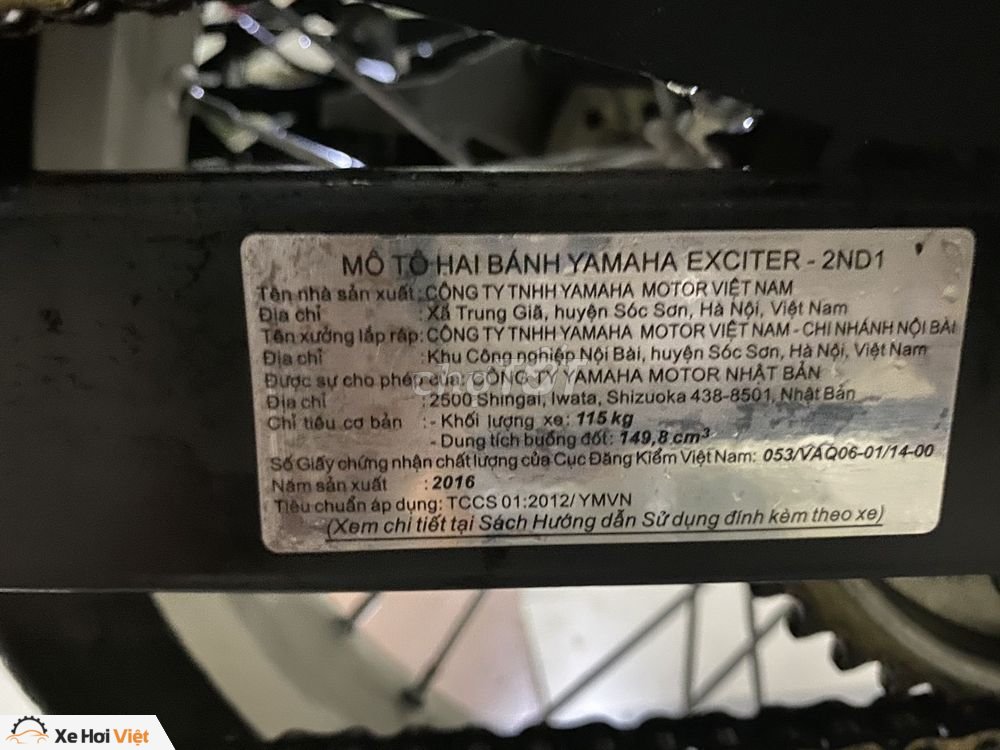 MÔ TÔ HAI BÁNH YAMAHA EXCITER - 2ND1
Tên nhà sản xuất : CÔNG TY TNHH YAMAHA MOTOR VIỆT NAM
Địa chỉ : Xã Trung Giã, huyện Sóc Sơn, Hà Nội, Việt Nam
Tên xưởng lắp ráp: CÔNG TY TNHH YAMAHA MOTOR VIỆT NAM - CHI NHÁNH NỘI BÀI
Địa chỉ : Khu Công nghiệp Nội Bài, huyện Sóc Sơn, Hà Nội, Việt Nam
Được sự cho phép của: CÔNG TY YAMAHA MOTOR NHẬT BẢN
Địa chỉ : 2500 Shingai, Iwata, Shizuoka 438-8501, Nhật Bản
Chỉ tiêu cơ bản : - Khối lượng xe: 115 kg
- Dung tích buồng đốt: 149,8 cm³
Số Giấy chứng nhận chất lượng của Cục Đăng Kiểm Việt Nam: 053/VAQ06-01/14-00
Năm sản xuất : 2016
Tiêu chuẩn áp dụng: TCCS 01:2012/ YMVN
(Xem chi tiết tại Sách Hướng dẫn Sử dụng đính kèm theo xe)
Xe Hơi Việt